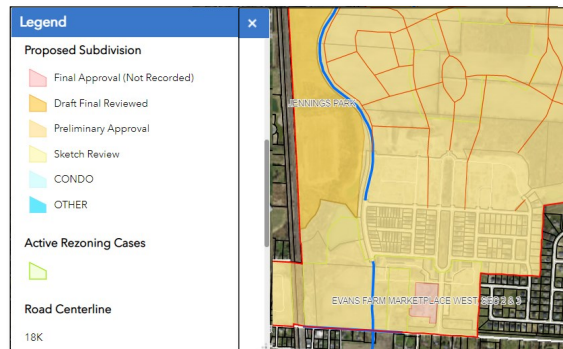 Legend
×
Proposed Subdivision
Final Approval (Not Recorded)
Draft Final Reviewed
Preliminary Approval
Sketch Review
CONDO
OTHER
Active Rezoning Cases
Road Centerline
18K
JENNINGS PARK
EVANS FARM MARKETPLACE WEST, SEC 2 & 3